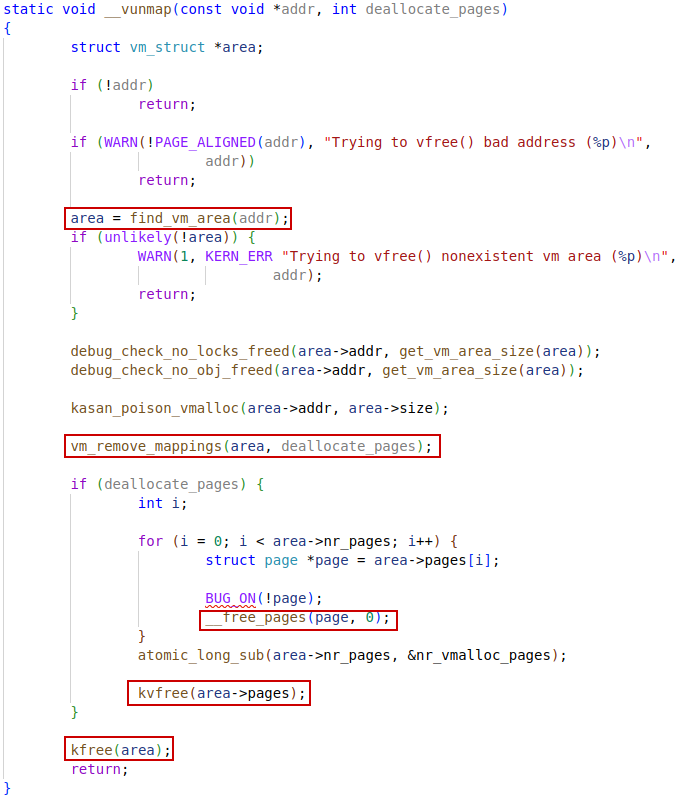 static void __vunmap(const void *addr, int deallocate_pages)
{
        struct vm_struct *area;

        if (!addr)
                return;

        if (WARN(!PAGE_ALIGNED(addr), "Trying to vfree() bad address (%p)\n",
                        addr))
                return;

        area = find_vm_area(addr);
        if (unlikely(!area)) {
                WARN(1, KERN_ERR "Trying to vfree() nonexistent vm area (%p)\n",
                                addr);
                return;
        }

        debug_check_no_locks_freed(area->addr, get_vm_area_size(area));
        debug_check_no_obj_freed(area->addr, get_vm_area_size(area));

        kasan_poison_vmalloc(area->addr, area->size);

        vm_remove_mappings(area, deallocate_pages);

        if (deallocate_pages) {
                int i;

                for (i = 0; i < area->nr_pages; i++) {
                        struct page *page = area->pages[i];

                        BUG_ON(!page);
                        __free_pages(page, 0);
                }
                atomic_long_sub(area->nr_pages, &nr_vmalloc_pages);

                kvfree(area->pages);
        }

        kfree(area);
        return;
}